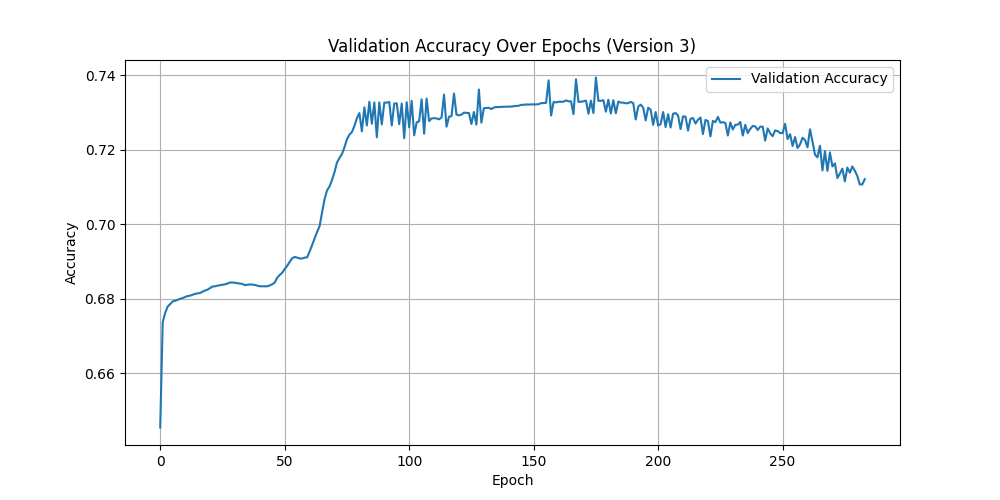 Validation Accuracy Over Epochs (Version 3)
Validation Accuracy
0.74
0.72
0.70
0.68
0.66
Accuracy
0 50 100 150 200 250
Epoch